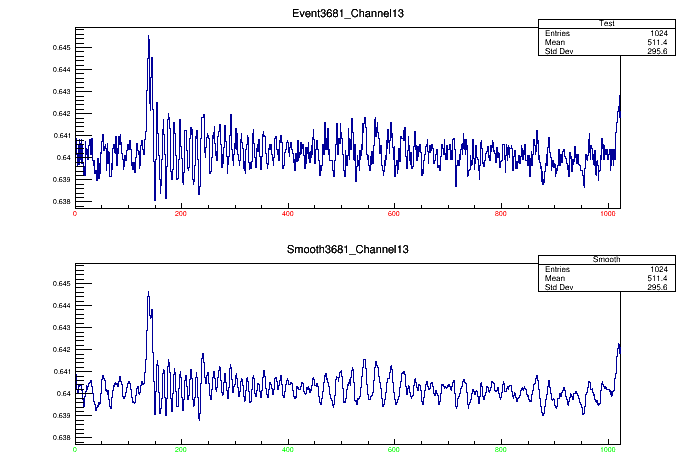 Event3681_Channel13
Test
Entries 1024
Mean 511.4
Std Dev 295.6
0.645
0.644
0.643
0.642
0.641
0.64
0.639
0.638
0 200 400 600 800 1000
Smooth3681_Channel13
Smooth
Entries 1024
Mean 511.4
Std Dev 295.6
0.645
0.644
0.643
0.642
0.641
0.64
0.639
0.638
0 200 400 600 800 1000